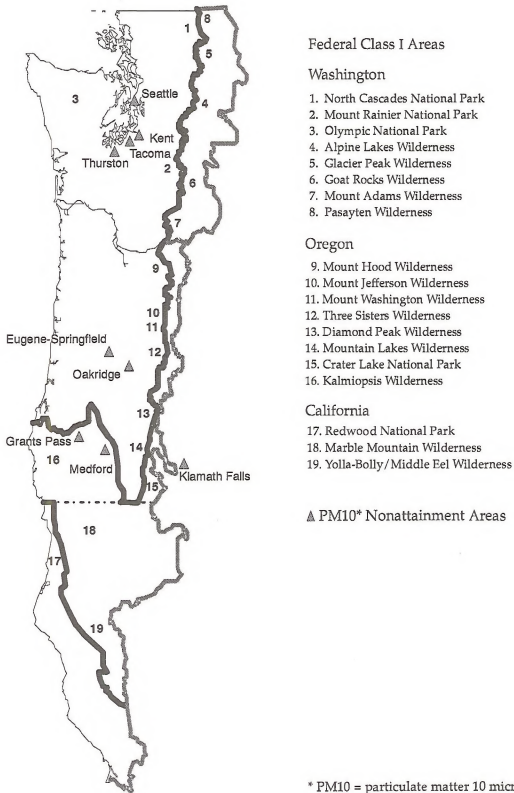 1
8
5
3
Seattle
4
Kent
Tacoma
Thurston
2
6
7
9
10
11
Eugene-Springfield
12
Oakridge
13
Grants Pass
16
14
Medford
Klamath Falls
15
18
17
19
Federal Class I Areas
Washington
1. North Cascades National Park
2. Mount Rainier National Park
3. Olympic National Park
4. Alpine Lakes Wilderness
5. Glacier Peak Wilderness
6. Goat Rocks Wilderness
7. Mount Adams Wilderness
8. Pasayten Wilderness
Oregon
9. Mount Hood Wilderness
10. Mount Jefferson Wilderness
11. Mount Washington Wilderness
12. Three Sisters Wilderness
13. Diamond Peak Wilderness
14. Mountain Lakes Wilderness
15. Crater Lake National Park
16. Kalmiopsis Wilderness
California
17. Redwood National Park
18. Marble Mountain Wilderness
19. Yolla-Bolly/Middle Eel Wilderness
PM10* Nonattainment Areas
* PM10 = particulate matter 10 micr